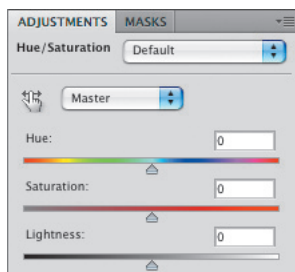 ADJUSTMENTS MASKS
Hue/Saturation Default
Master
Hue: 0
Saturation: 0
Lightness: 0